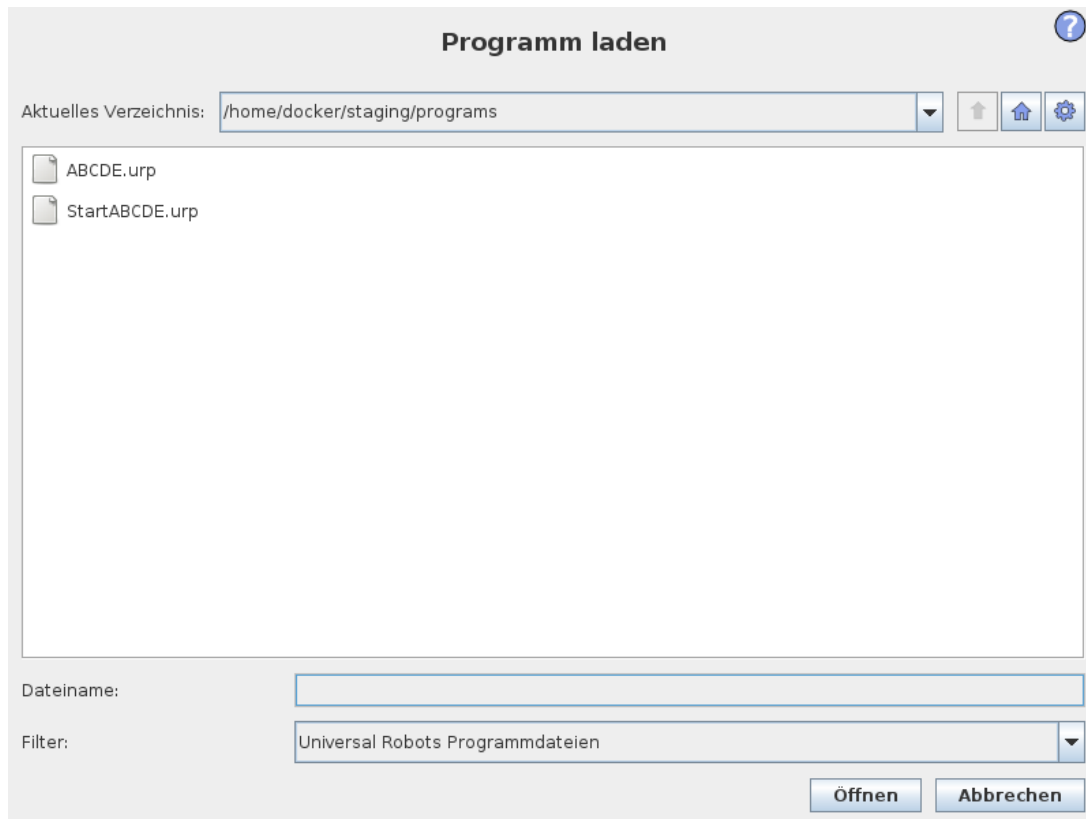 Programm laden
?
Aktuelles Verzeichnis: /home/docker/staging/programs
ABCDE.urp
StartABCDE.urp
Dateiname:
Filter: Universal Robots Programmdateien
Öffnen Abbrechen